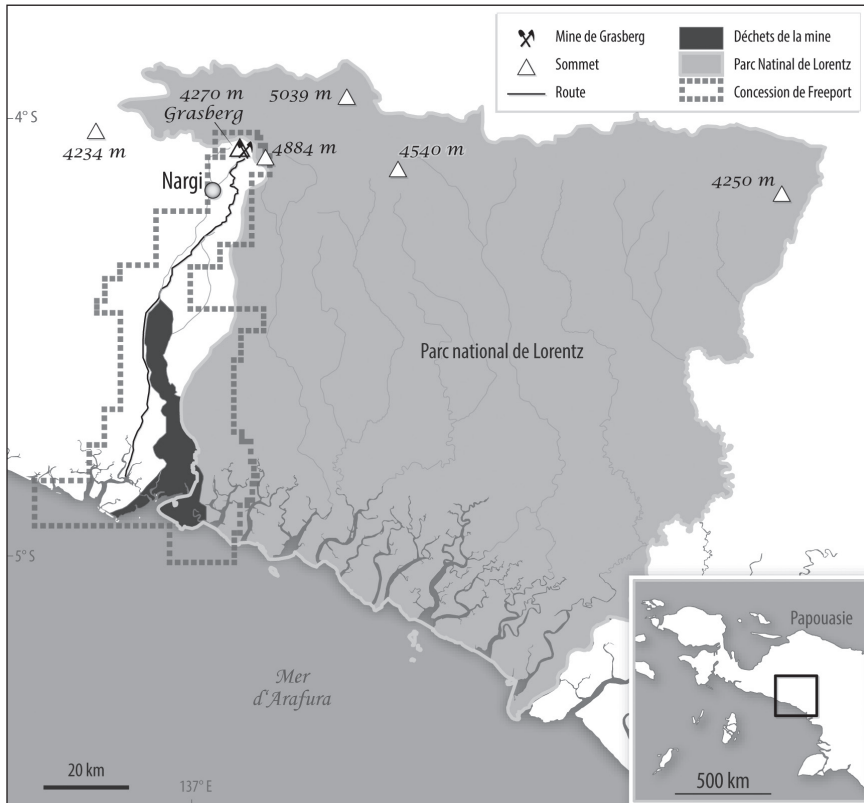 Mine de Grasberg
Sommet
Route
Déchets de la mine
Parc Natinal de Lorentz
Concession de Freeport
4° S
4270 m
Grasberg
5039 m
4234 m
4884 m
4540 m
4250 m
Nargi
Parc national de Lorentz
5° S
Mer
d'Arafura
20 km
137° E
Papouasie
500 km